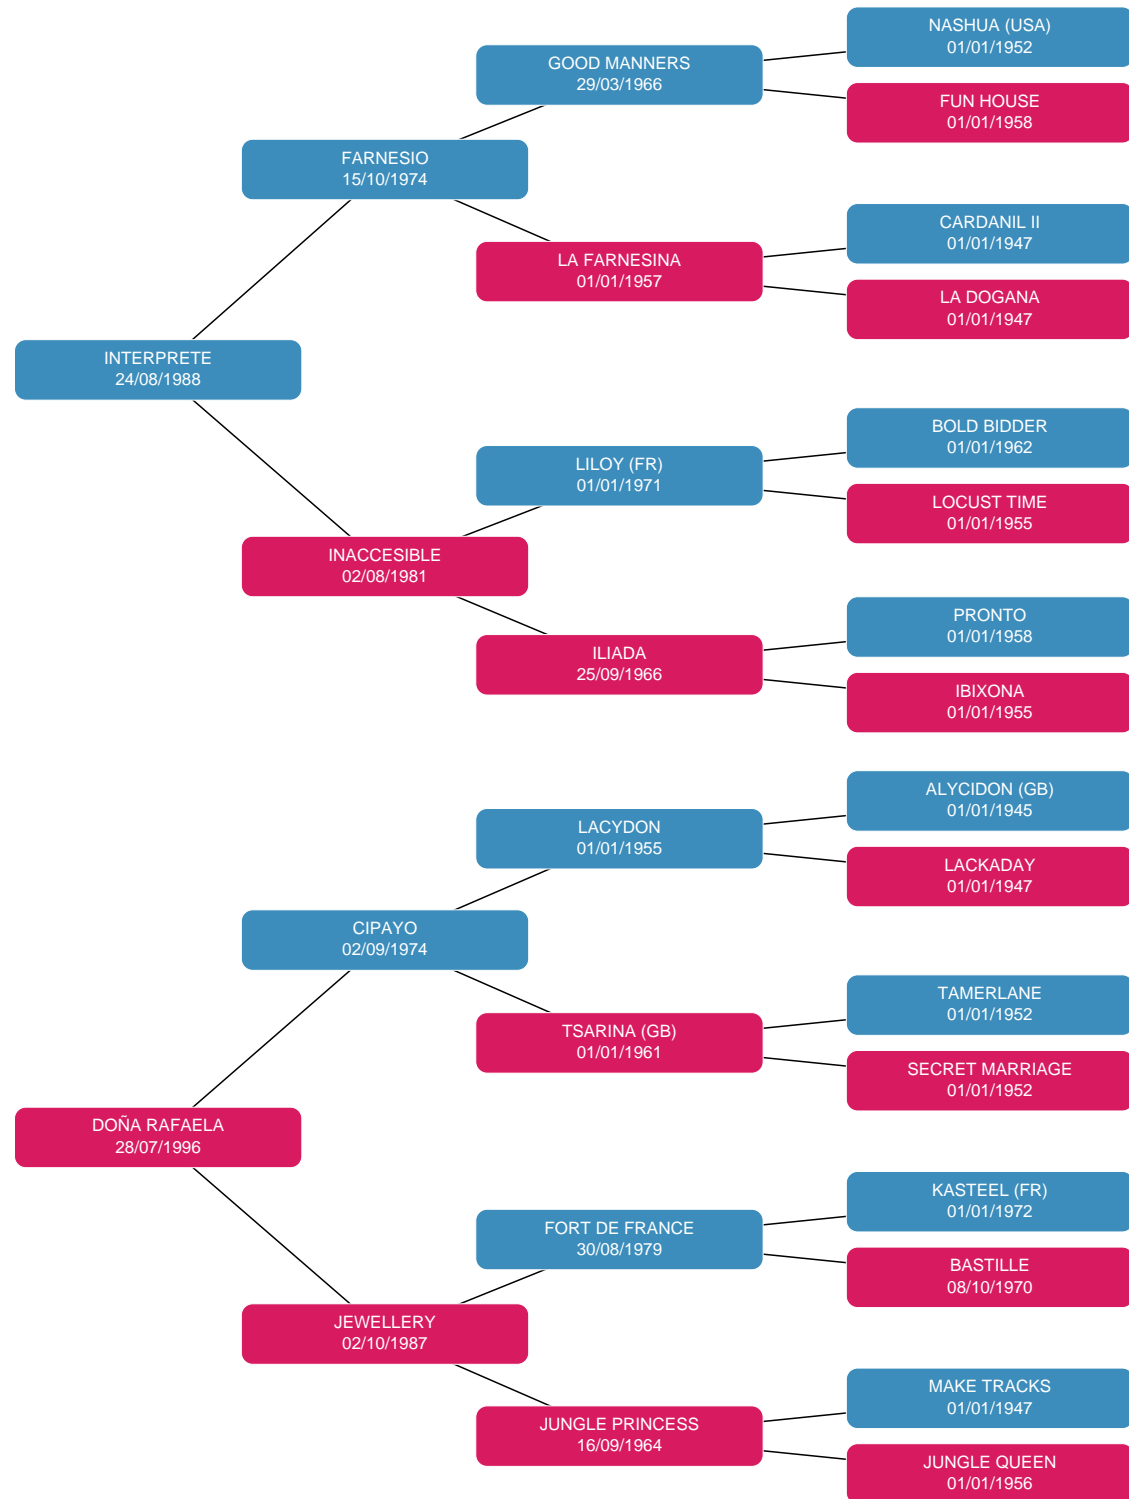 NASHUA (USA)
01/01/1952
GOOD MANNERS
29/03/1966
FUN HOUSE
01/01/1958
FARNESIO
15/10/1974
CARDANIL II
01/01/1947
LA FARNESINA
01/01/1957
LA DOGANA
01/01/1947
INTERPRETE
24/08/1988
BOLD BIDDER
01/01/1962
LILOY (FR)
01/01/1971
LOCUST TIME
01/01/1955
INACCESIBLE
02/08/1981
PRONTO
01/01/1958
ILIADA
25/09/1966
IBIXONA
01/01/1955
ALYCIDON (GB)
01/01/1945
LACYDON
01/01/1955
LACKADAY
01/01/1947
CIPAYO
02/09/1974
TAMERLANE
01/01/1952
TSARINA (GB)
01/01/1961
SECRET MARRIAGE
01/01/1952
DOÑA RAFAELA
28/07/1996
KASTEEL (FR)
01/01/1972
FORT DE FRANCE
30/08/1979
BASTILLE
08/10/1970
JEWELLERY
02/10/1987
MAKE TRACKS
01/01/1947
JUNGLE PRINCESS
16/09/1964
JUNGLE QUEEN
01/01/1956